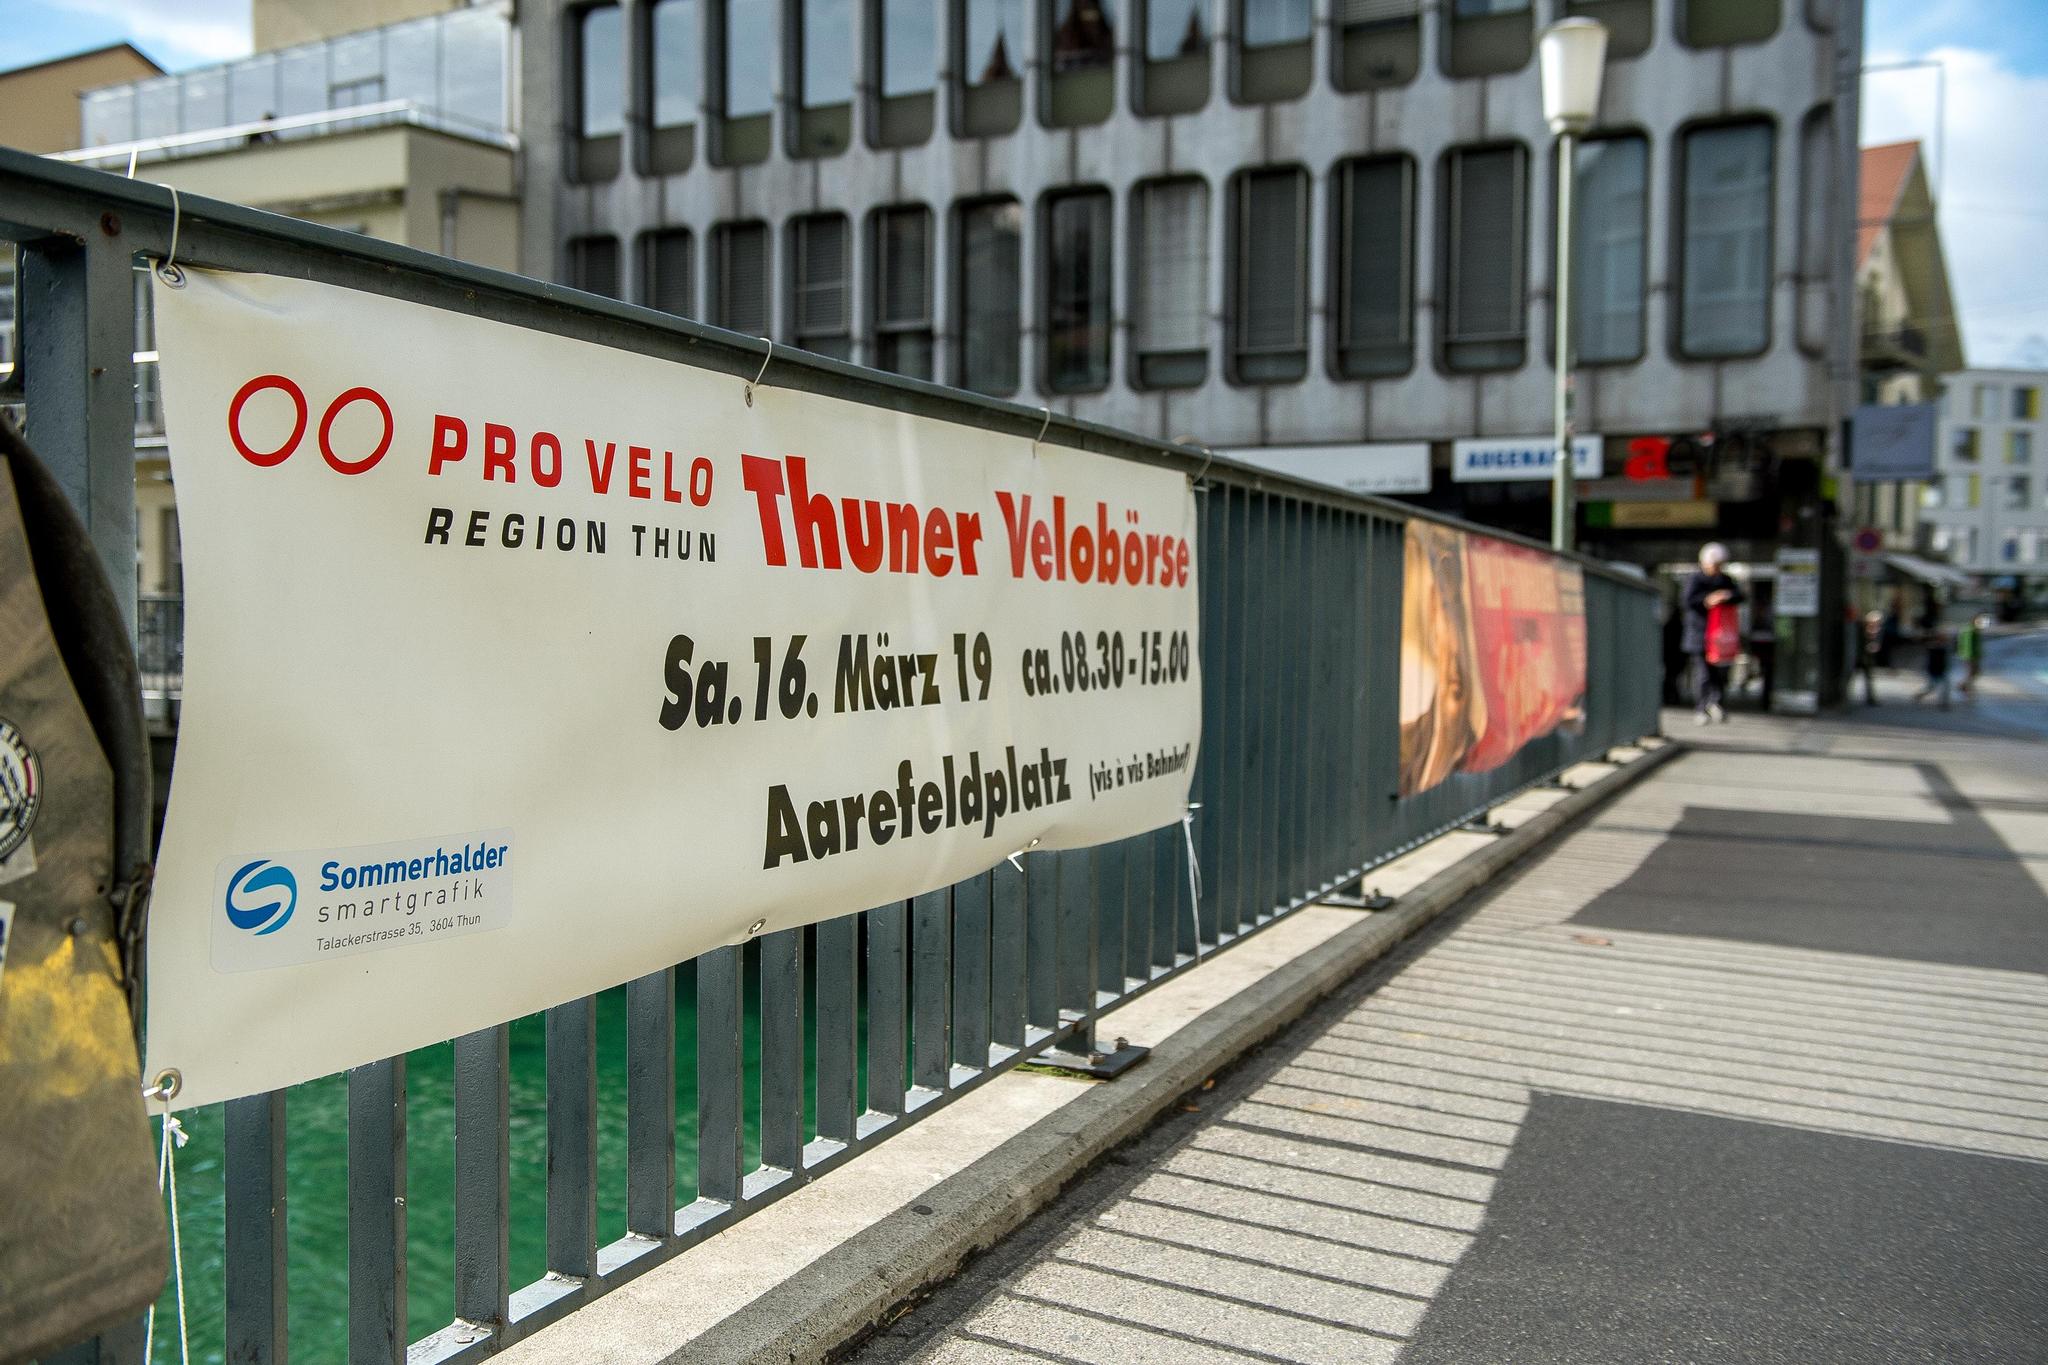 PRO VELO
REGION THUN
Thuner Velobörse
Sa. 16. März 19 ca. 08.30 - 15.00
Aarefeldplatz (vis à vis Bahnhof)
Sommerhalder
smartgrafik
Talackerstrasse 35, 3604 Thun
AUGENARZT